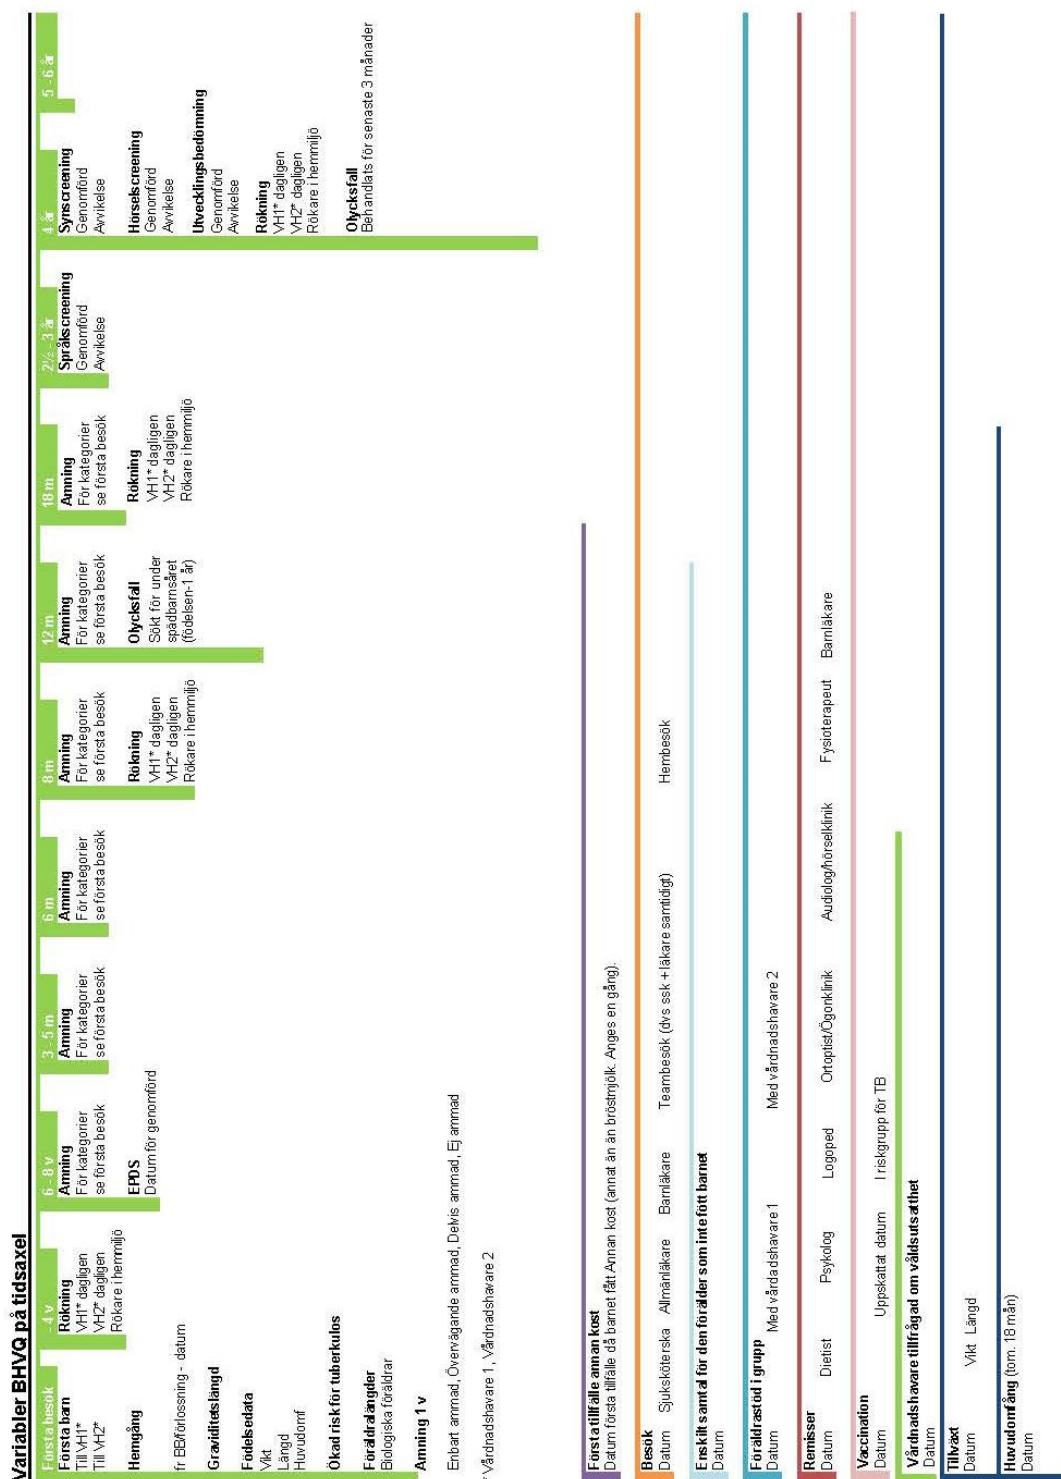 Variabler BHVQ på tidsaxel
Första besök
Första barn
Till VH1*
Till VH2*
Hemgång
fr BB/förlossning - datum
Graviditetslängd
Födelsedata
Vikt
Längd
Huvudomf
Ökad risk för tuberkulos
Föräldralängder
Biologiska föräldrar
Amning 1 v
Enbart ammad, Övervägande ammad, Delvis ammad, Ej ammad
* Vårdnadshavare 1, Vårdnadshavare 2
- 4 v
Rökning
VH1* dagligen
VH2* dagligen
Rökare i hemmiljö
6 - 8 v
Amning
För kategorier
se första besök
EPDS
Datum för genomförd
3 - 5 m
Amning
För kategorier
se första besök
6 m
Amning
För kategorier
se första besök
8 m
Amning
För kategorier
se första besök
Rökning
VH1* dagligen
VH2* dagligen
Rökare i hemmiljö
12 m
Amning
För kategorier
se första besök
Olycksfall
Sökt för under
spädbarnsåret
(födelsen-1 år)
18 m
Amning
För kategorier
se första besök
Rökning
VH1* dagligen
VH2* dagligen
Rökare i hemmiljö
2½ - 3 år
Språkscreening
Genomförd
Avvikelse
4 år
Synscreening
Genomförd
Avvikelse
Hörselscreening
Genomförd
Avvikelse
Utvecklingsbedömning
Genomförd
Avvikelse
Rökning
VH1* dagligen
VH2* dagligen
Rökare i hemmiljö
Olycksfall
Behandlats för senaste 3 månader
5 - 6 år
Första tillfälle annan kost
Datum första tillfälle då barnet fått Annan kost (annat än än bröstmjölk. Anges en gång).
Besök
Datum Sjuksköterska Allmänläkare Barnläkare Teambesök (dvs ssk + läkare samtidigt) Hembesök
Enskilt samtal för den förälder som inte fött barnet
Datum
Föräldrastöd i grupp
Datum Med vårdadshavare 1 Med vårdnadshavare 2
Remisser
Datum Dietist Psykolog Logoped Ortoptist/Ögonklinik Audiolog/hörselklinik Fysioterapeut Barnläkare
Vaccination
Datum Uppskattat datum I riskgrupp för TB
Vårdnadshavare tillfrågad om våldsutsatthet
Datum
Tillväxt
Datum Vikt Längd
Huvudomfång (tom. 18 mån)
Datum